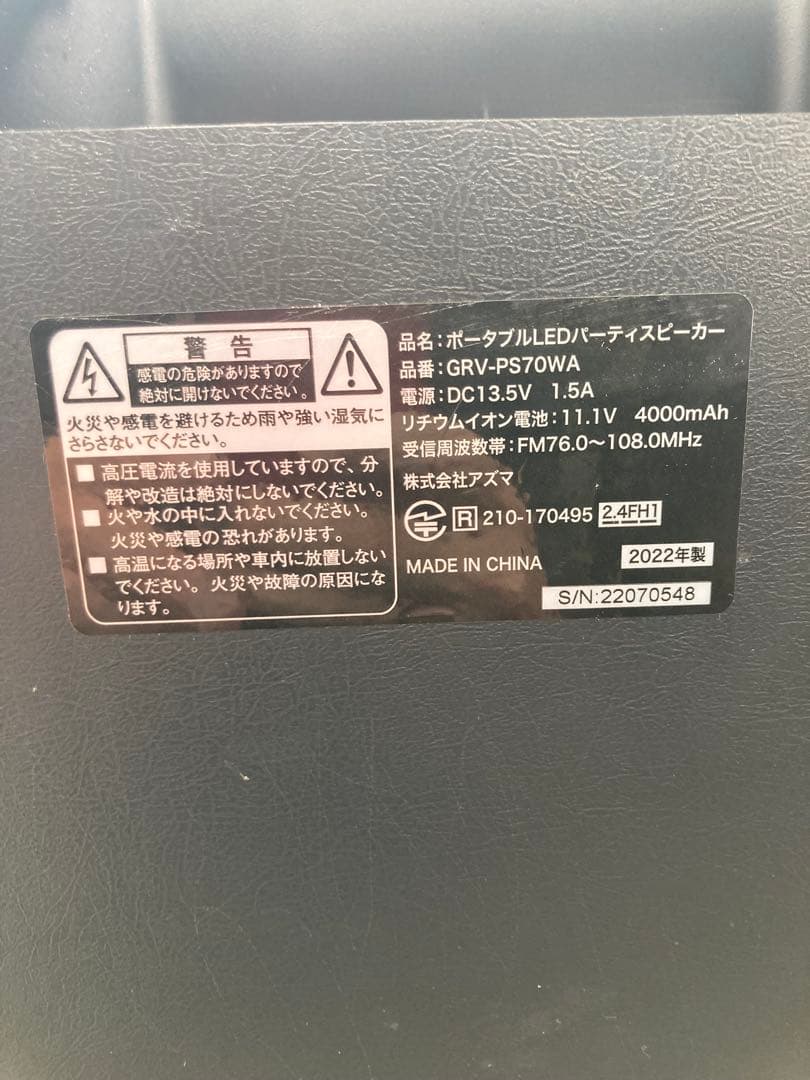 警告
感電の危険がありますので
絶対に開けないでください。
火災や感電を避けるため雨や強い湿気に
さらさないでください。
■ 高圧電流を使用していますので、分
解や改造は絶対にしないでください。
■ 火や水の中に入れないでください。
火災や感電の恐れがあります。
■ 高温になる場所や車内に放置しない
でください。火災や故障の原因にな
ります。
品名:ポータブルLEDパーティスピーカー
品番:GRV-PS70WA
電源:DC13.5V 1.5A
リチウムイオン電池:11.1V 4000mAh
受信周波数帯:FM76.0〜108.0MHz
株式会社アズマ
R 210-170495 2.4FH1
MADE IN CHINA
2022年製
S/N:22070548